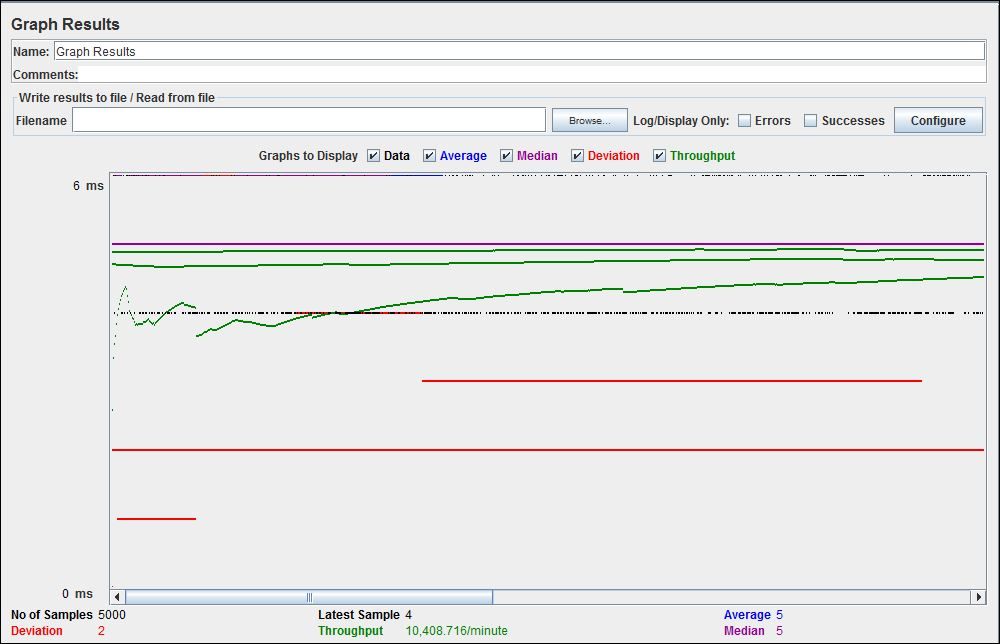 Graph Results
Name: Graph Results
Comments:
Write results to file / Read from file
Filename Browse... Log/Display Only: Errors Successes Configure
Graphs to Display Data Average Median Deviation Throughput
6 ms
0 ms
No of Samples 5000 Latest Sample 4 Average 5
Deviation 2 Throughput 10,408.716/minute Median 5